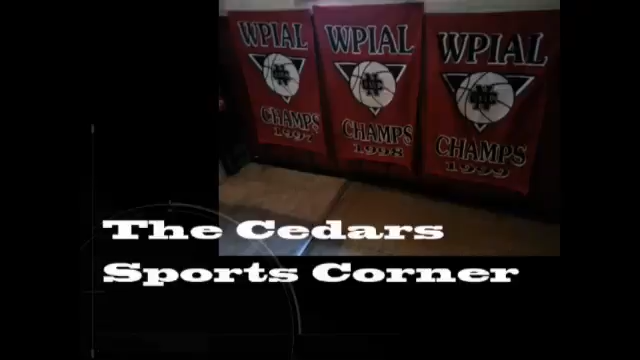 WPIAL
CHAMPS
1997
WPIAL
CHAMPS
1998
WPIAL
CHAMPS
1999
The Cedars
Sports Corner